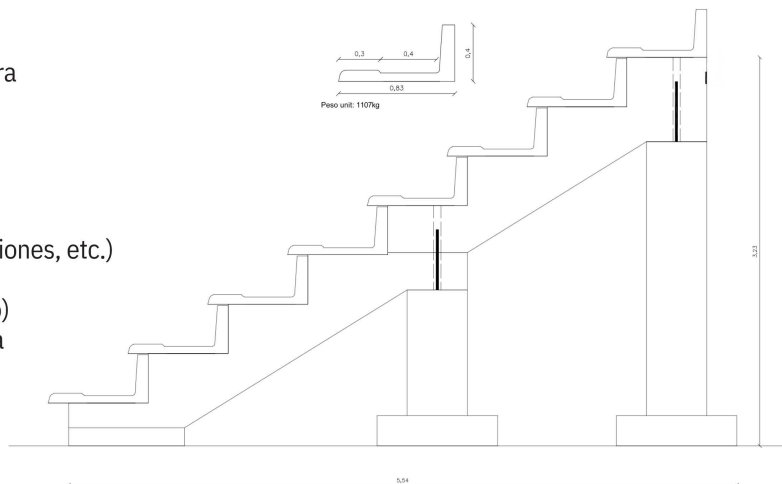 ra
iones, etc.)
o)
a
0,3
0,4
0,4
0,83
Peso unit: 1107kg
3,23
5,54